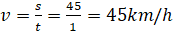 v = s/t = 45/1 = 45km/h